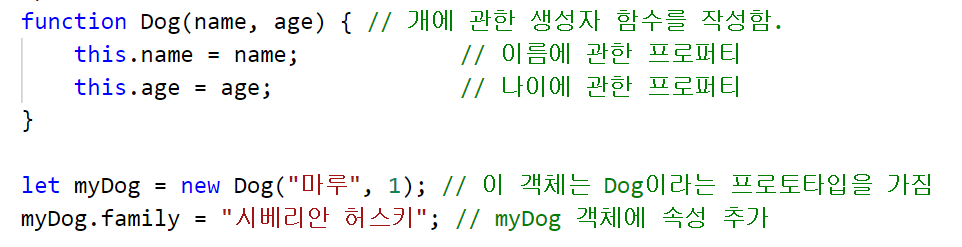 function Dog(name, age) { // 개에 관한 생성자 함수를 작성함.
    this.name = name;            // 이름에 관한 프로퍼티
    this.age = age;              // 나이에 관한 프로퍼티
}
let myDog = new Dog("마루", 1); // 이 객체는 Dog이라는 프로토타입을 가짐
myDog.family = "시베리안 허스키"; // myDog 객체에 속성 추가